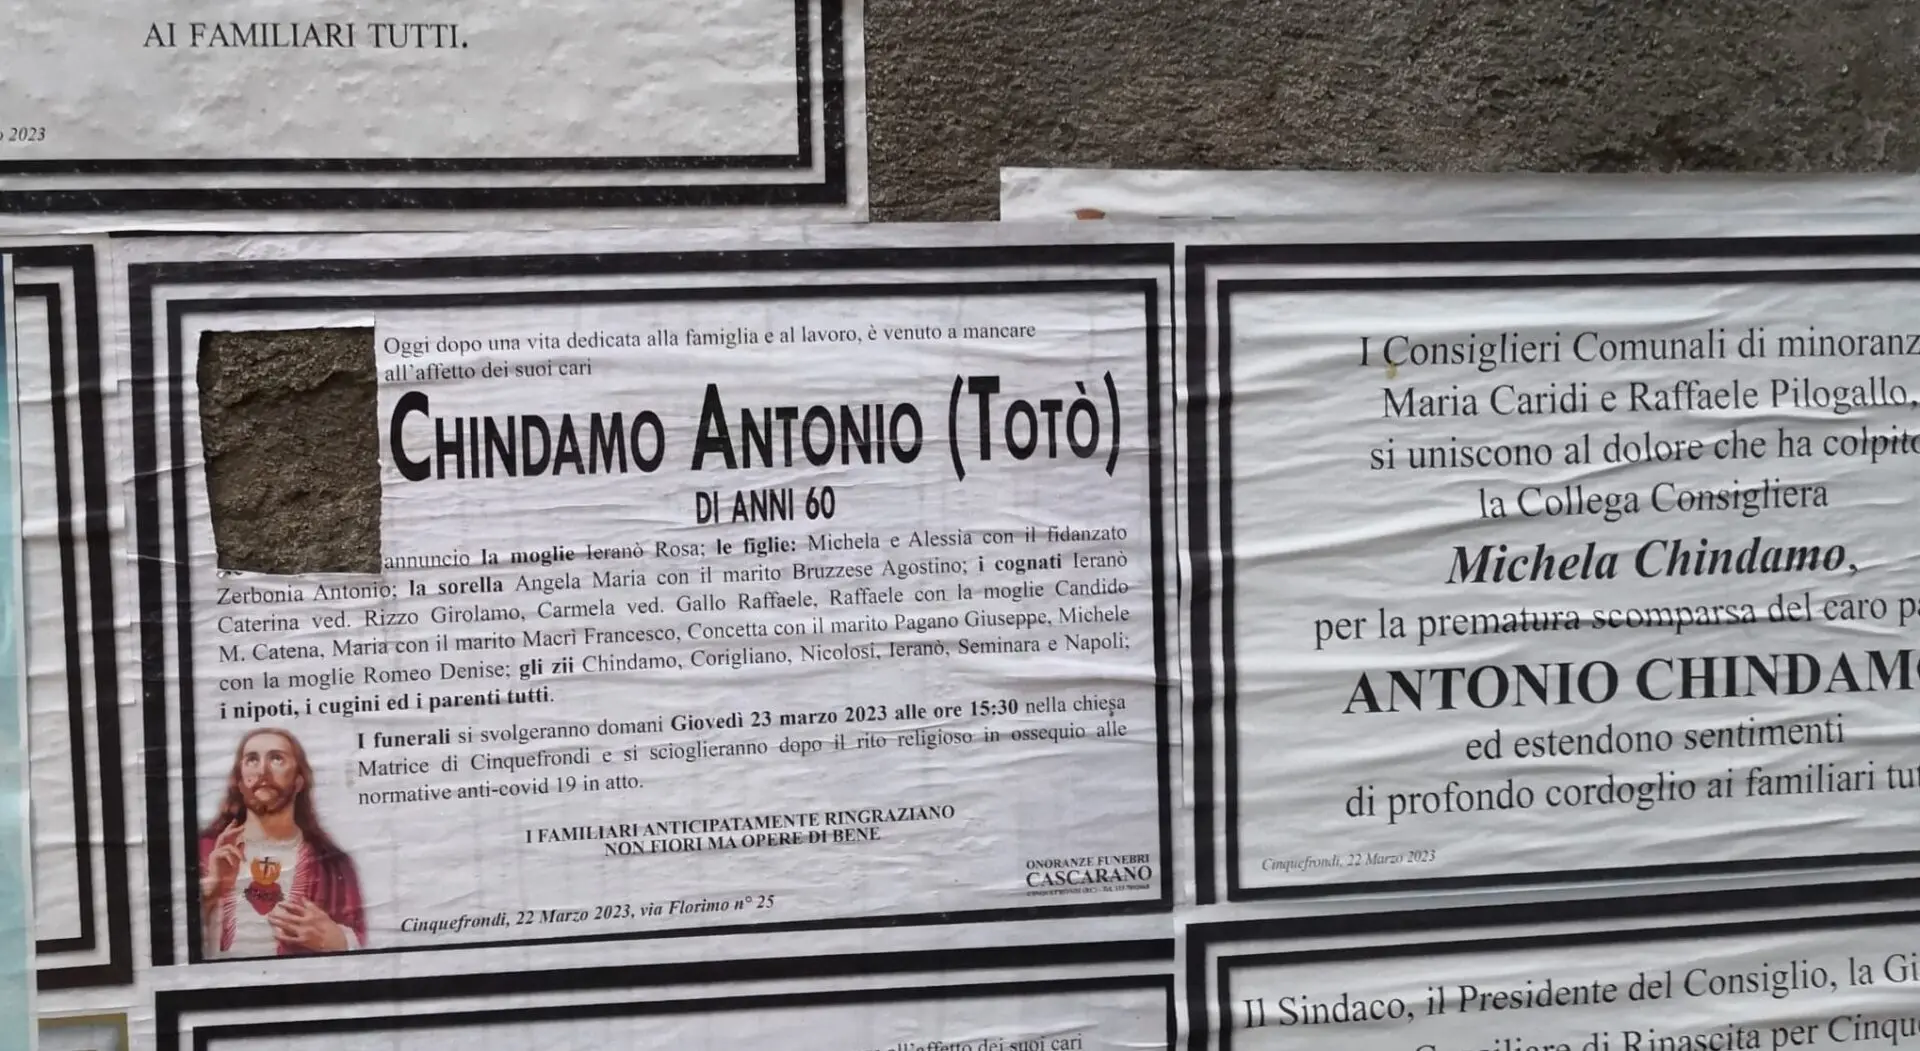 AI FAMILIARI TUTTI.
2023
Oggi dopo una vita dedicata alla famiglia e al lavoro, è venuto a mancare
all'affetto dei suoi cari
CHINDAMO ANTONIO (TOTÒ)
DI ANNI 60
annuncio la moglie Ieranò Rosa; le figlie: Michela e Alessia con il fidanzato
Zerbonia Antonio; la sorella Angela Maria con il marito Bruzzese Agostino; i cognati Ieranò
Caterina ved. Rizzo Girolamo, Carmela ved. Gallo Raffaele, Raffaele con la moglie Candido
M. Catena, Maria con il marito Macrì Francesco, Concetta con il marito Pagano Giuseppe, Michele
con la moglie Romeo Denise; gli zii Chindamo, Corigliano, Nicolosi, Ieranò, Seminara e Napoli;
i nipoti, i cugini ed i parenti tutti.
I funerali si svolgeranno domani Giovedì 23 marzo 2023 alle ore 15:30 nella chiesa
Matrice di Cinquefrondi e si scioglieranno dopo il rito religioso in ossequio alle
normative anti-covid 19 in atto.
I FAMILIARI ANTICIPATAMENTE RINGRAZIANO
NON FIORI MA OPERE DI BENE
ONORANZE FUNEBRI
CASCARANO
Cinquefrondi, 22 Marzo 2023, via Florimo n° 25
I Consiglieri Comunali di minoranz
Maria Caridi e Raffaele Pilogallo,
si uniscono al dolore che ha colpito
la Collega Consigliera
Michela Chindamo,
per la prematura scomparsa del caro p
ANTONIO CHINDAMO
ed estendono sentimenti
di profondo cordoglio ai familiari tut
Cinquefrondi, 22 Marzo 2023
all'affetto dei suoi cari
Il Sindaco, il Presidente del Consiglio, la Gi
di Rinascita per Cinque